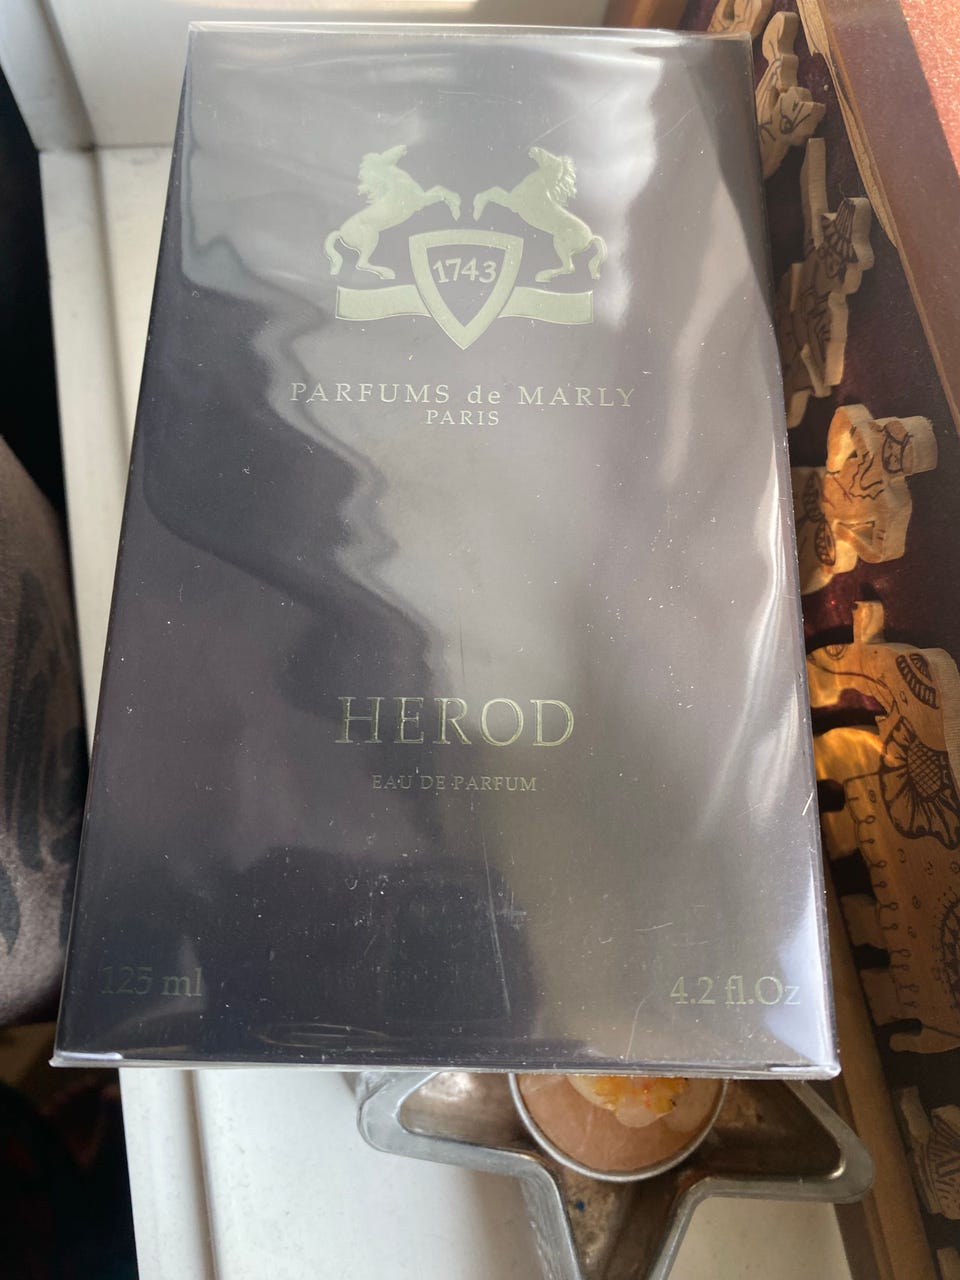 1743
PARFUMS de MARLY
PARIS
HEROD
EAU DE PARFUM
125 ml
4.2 fl.Oz